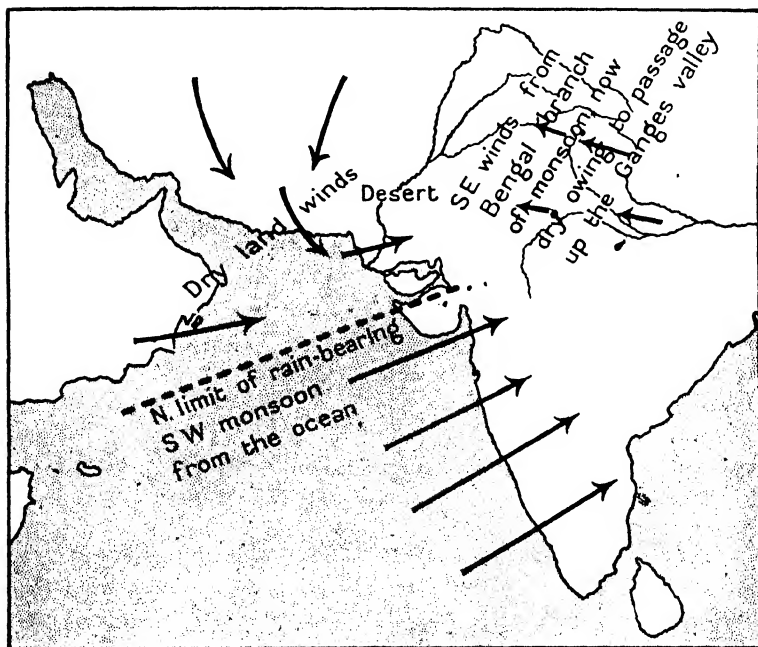 SE winds from
Bengal branch
of monsoon now
dry owing to passage
up the Ganges valley
Desert
Dry land winds
N. limit of rain-bearing
SW monsoon
from the ocean